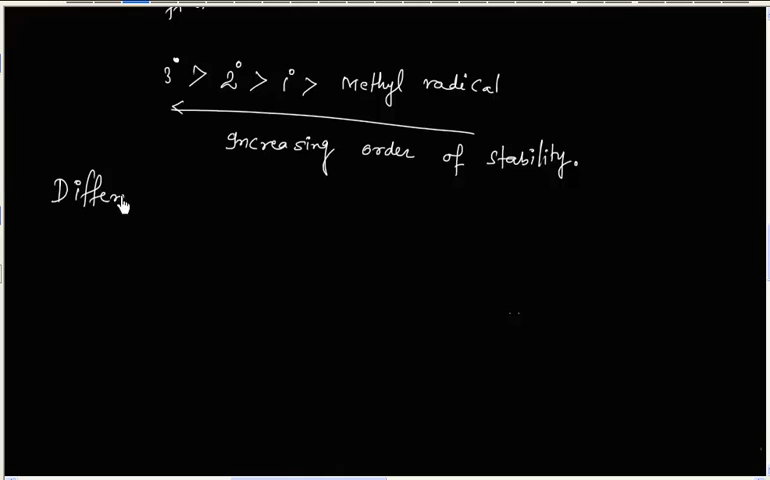 3° > 2° > 1° > Methyl radical
Increasing order of stability.
Differ